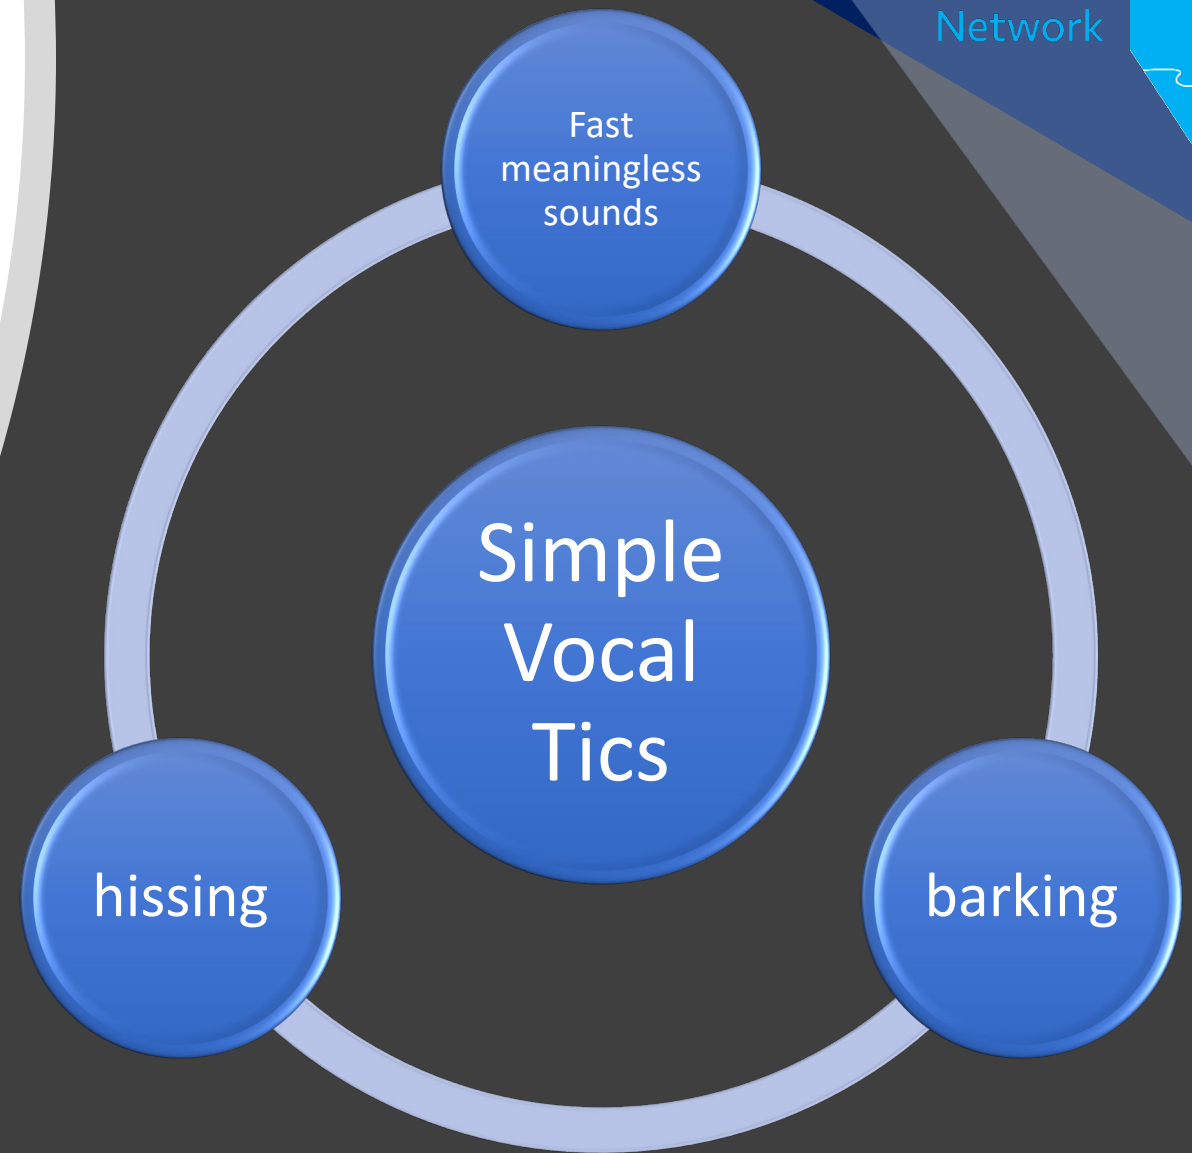 Network
Fast
meaningless
sounds
Simple
Vocal
Tics
hissing
barking